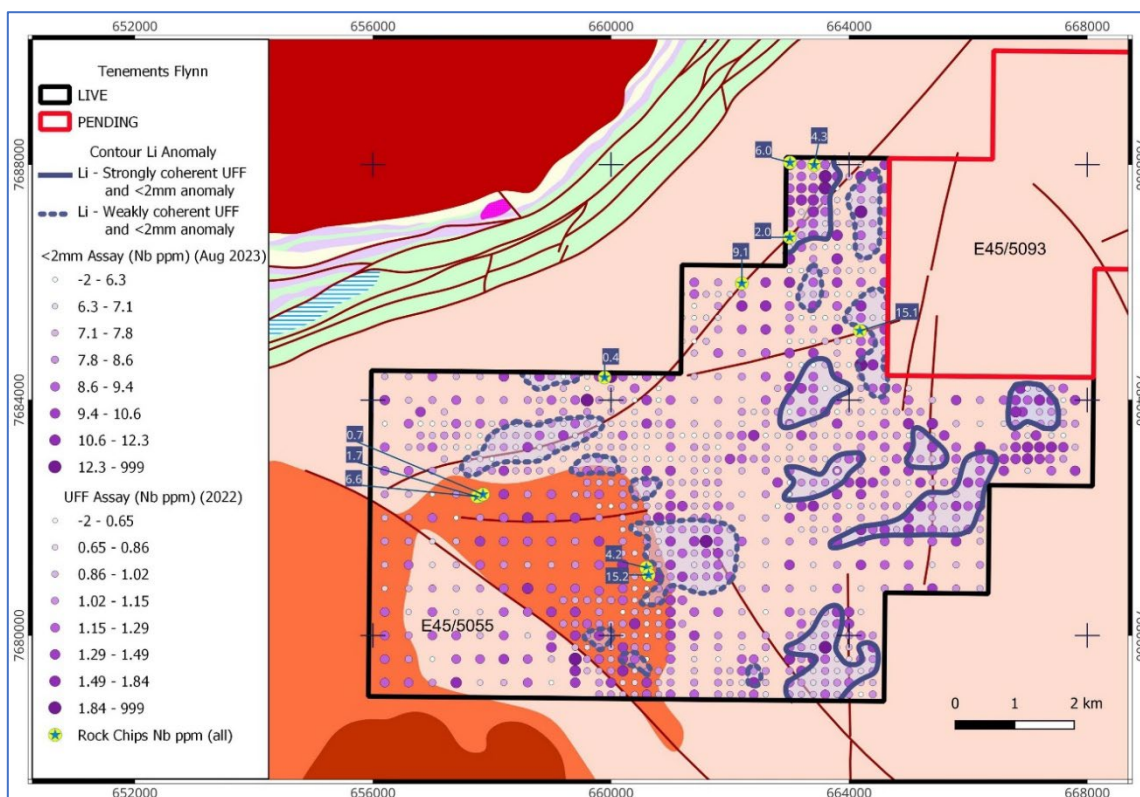 652000
656000
660000
664000
668000
Tenements Flynn
LIVE
PENDING
Contour Li Anomaly
Li - Strongly coherent UFF
and <2mm anomaly
Li - Weakly coherent UFF
and <2mm anomaly
<2mm Assay (Nb ppm) (Aug 2023)
-2 - 6.3
6.3 - 7.1
7.1 - 7.8
7.8 - 8.6
8.6 - 9.4
9.4 - 10.6
10.6 - 12.3
12.3 - 999
UFF Assay (Nb ppm) (2022)
-2 - 0.65
0.65 - 0.86
0.86 - 1.02
1.02 - 1.15
1.15 - 1.29
1.29 - 1.49
1.49 - 1.84
1.84 - 999
Rock Chips Nb ppm (all)
7688000
7684000
7680000
6.0
4.3
2.0
9.1
15.1
0.4
0.7
1.7
6.6
4.2
15.2
E45/5093
E45/5055
7688000
7684000
7680000
0 1 2 km
652000
656000
660000
664000
668000